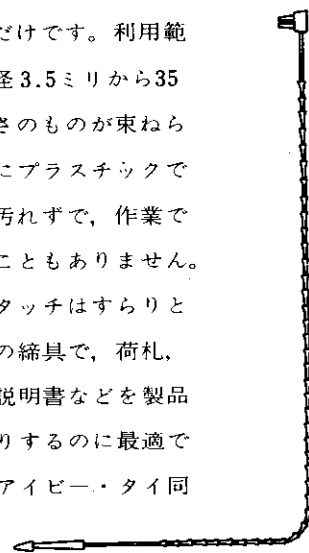 だけです。利用範
圣3.5ミリから35
さのものが束ねら
にプラスチックで
汚れずで，作業で
こともありません。
タッチはすらりと
の締具で，荷札，
説明書などを製品
りするのに最適で
アイビー・タイ同